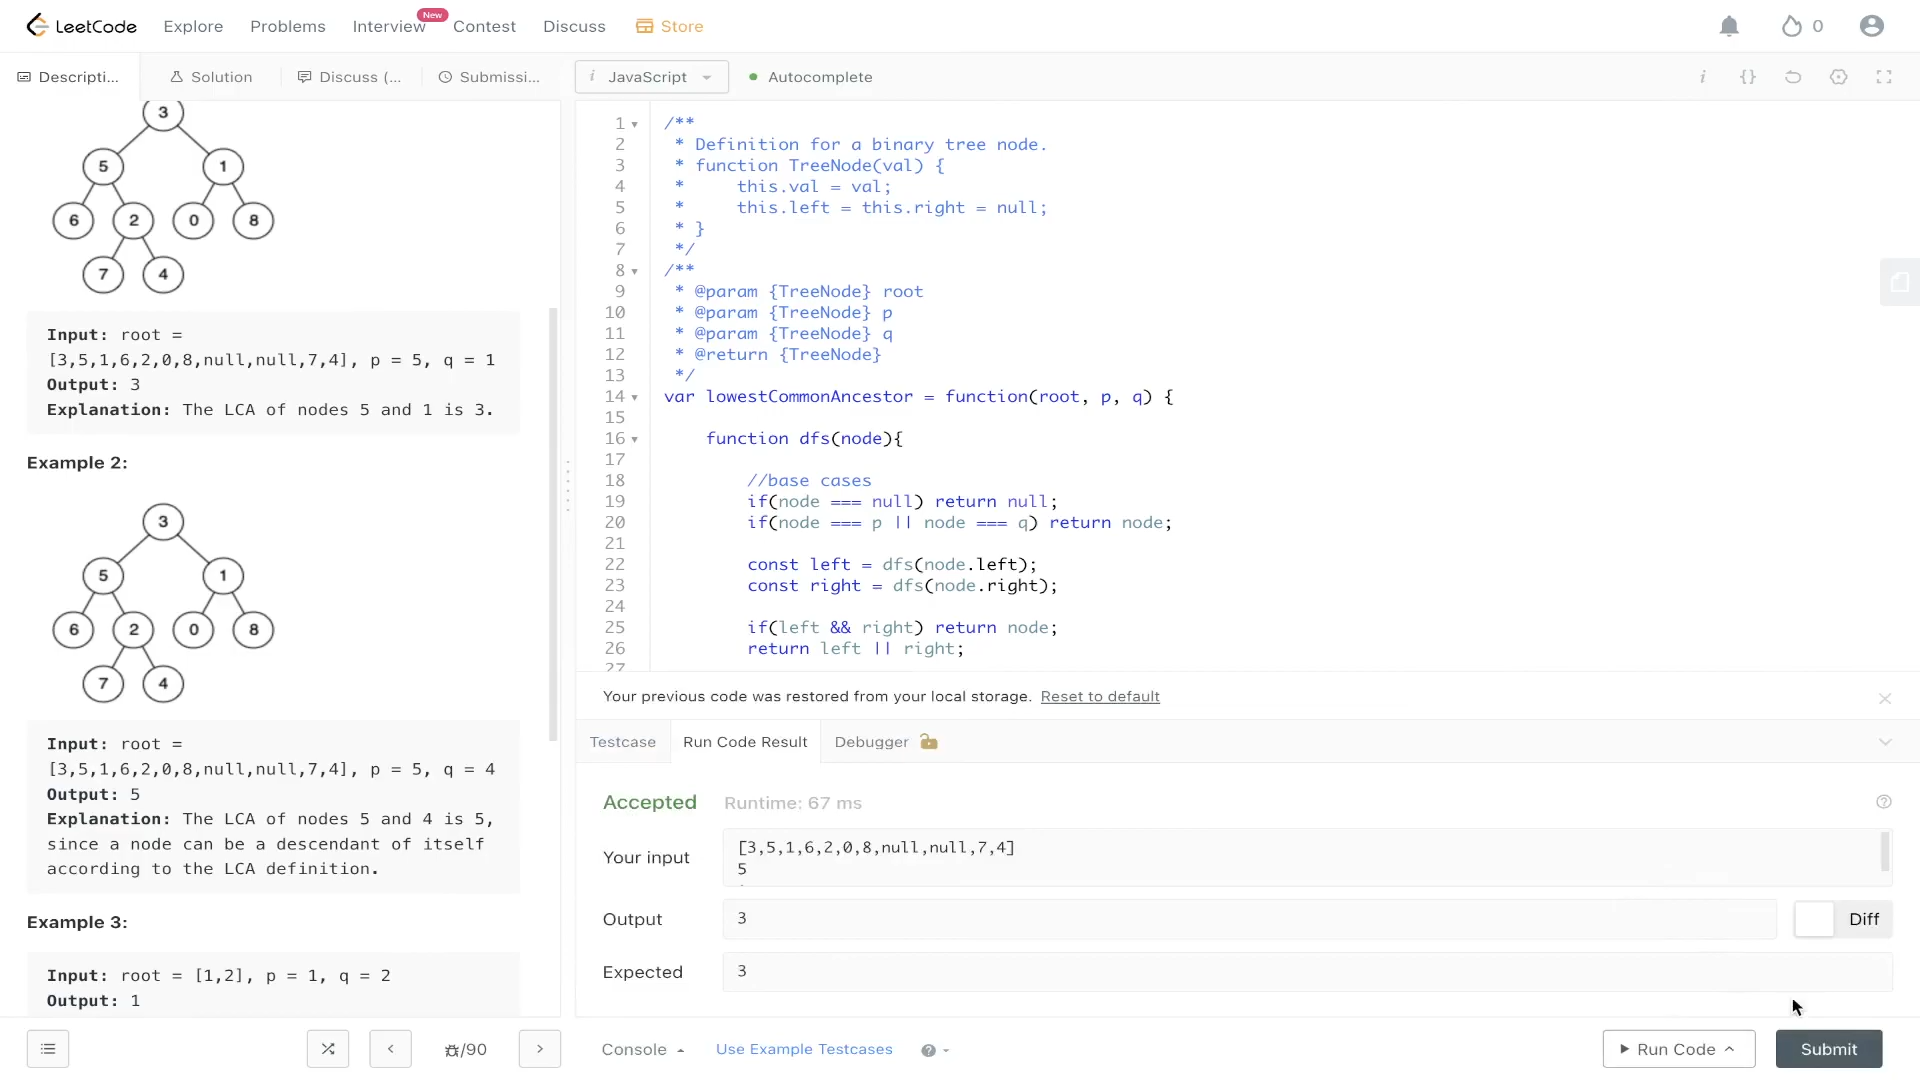 LeetCode
Explore
Problems
Interview
New
Contest
Discuss
Store
0
Descripti...
Solution
Discuss (...
Submissi...
i
JavaScript
Autocomplete
i
{}
3
5
1
6
2
0
8
7
4
Input: root =
[3,5,1,6,2,0,8,null,null,7,4], p = 5, q = 1
Output: 3
Explanation: The LCA of nodes 5 and 1 is 3.
Example 2:
3
5
1
6
2
0
8
7
4
Input: root =
[3,5,1,6,2,0,8,null,null,7,4], p = 5, q = 4
Output: 5
Explanation: The LCA of nodes 5 and 4 is 5,
since a node can be a descendant of itself
according to the LCA definition.
Example 3:
Input: root = [1,2], p = 1, q = 2
Output: 1
/90
1 /**
2 * Definition for a binary tree node.
3 * function TreeNode(val) {
4 *     this.val = val;
5 *     this.left = this.right = null;
6 * }
7 */
8 /**
9 * @param {TreeNode} root
10 * @param {TreeNode} p
11 * @param {TreeNode} q
12 * @return {TreeNode}
13 */
14 var lowestCommonAncestor = function(root, p, q) {
15
16 function dfs(node){
17
18 //base cases
19 if(node === null) return null;
20 if(node === p || node === q) return node;
21
22 const left = dfs(node.left);
23 const right = dfs(node.right);
24
25 if(left && right) return node;
26 return left || right;
27
Your previous code was restored from your local storage. Reset to default
Testcase
Run Code Result
Debugger
Accepted
Runtime: 67 ms
?
Your input
[3,5,1,6,2,0,8,null,null,7,4]
5
Output
3
Diff
Expected
3
Console
Use Example Testcases
?
Run Code
Submit